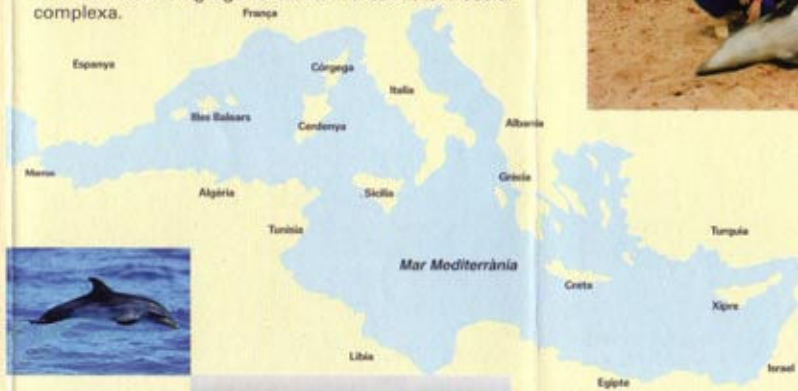 complexa.
França
Espanya
Còrsega
Itàlia
Illes Balears
Cerdenya
Albania
Marroc
Algèria
Sicília
Grècia
Tunísia
Turquia
Mar Mediterrània
Creta
Xipre
Líbia
Israel
Egipte